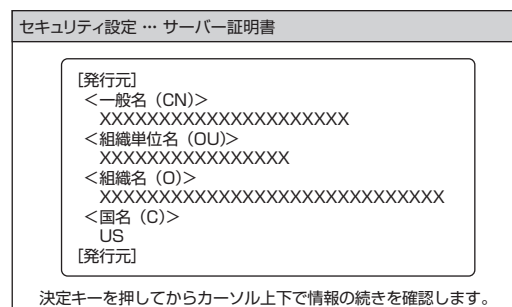 セキュリティ設定 … サーバー証明書
[発行元]
＜一般名（CN）＞
XXXXXXXXXXXXXXXXXXXXX
＜組織単位名（OU）＞
XXXXXXXXXXXXXXXX
＜組織名（O）＞
XXXXXXXXXXXXXXXXXXXXXXXXXXXXX
＜国名（C）＞
US
[発行元]
決定キーを押してからカーソル上下で情報の続きを確認します。